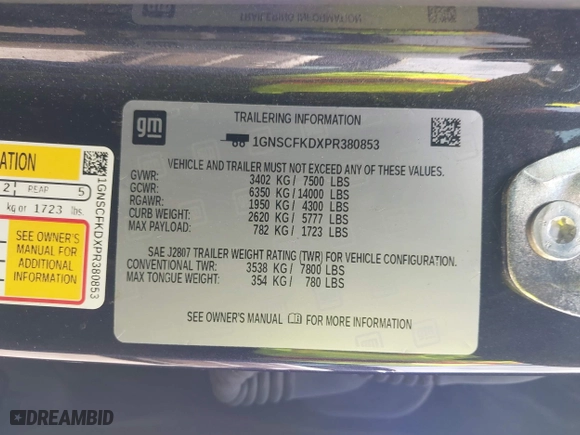 gm
TRAILERING INFORMATION
1GNSCFKDXPR380853
VEHICLE AND TRAILER MUST NOT EXCEED ANY OF THESE VALUES.
GVWR: 3402 KG / 7500 LBS
GCWR: 6350 KG / 14000 LBS
RGAWR: 1950 KG / 4300 LBS
CURB WEIGHT: 2620 KG / 5777 LBS
MAX PAYLOAD: 782 KG / 1723 LBS
SAE J2807 TRAILER WEIGHT RATING (TWR) FOR VEHICLE CONFIGURATION.
CONVENTIONAL TWR: 3538 KG / 7800 LBS
MAX TONGUE WEIGHT: 354 KG / 780 LBS
SEE OWNER'S MANUAL FOR MORE INFORMATION
ATION
2 REAR 5
kg or 1723 lbs.
SEE OWNER'S
MANUAL FOR
ADDITIONAL
INFORMATION
1GNSCFKDXPR380853
DREAMBID